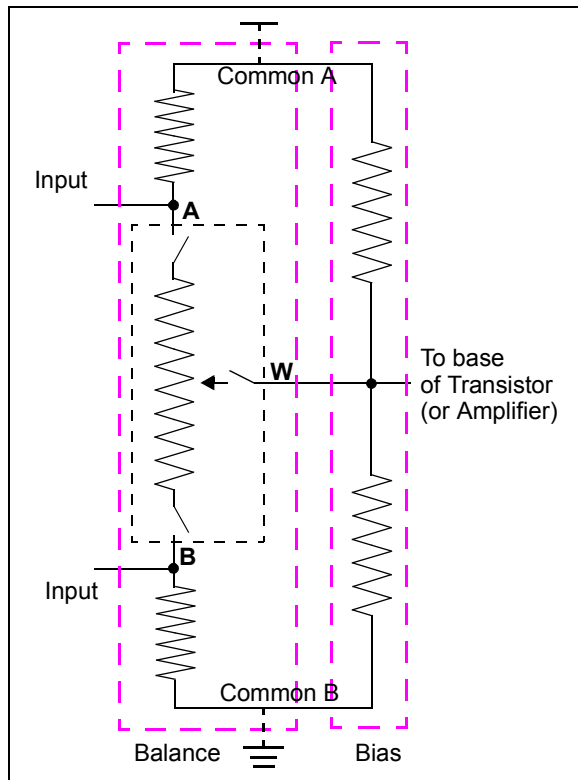 Common A
Input
A
W
To base
of Transistor
(or Amplifier)
B
Input
Common B
Balance
Bias